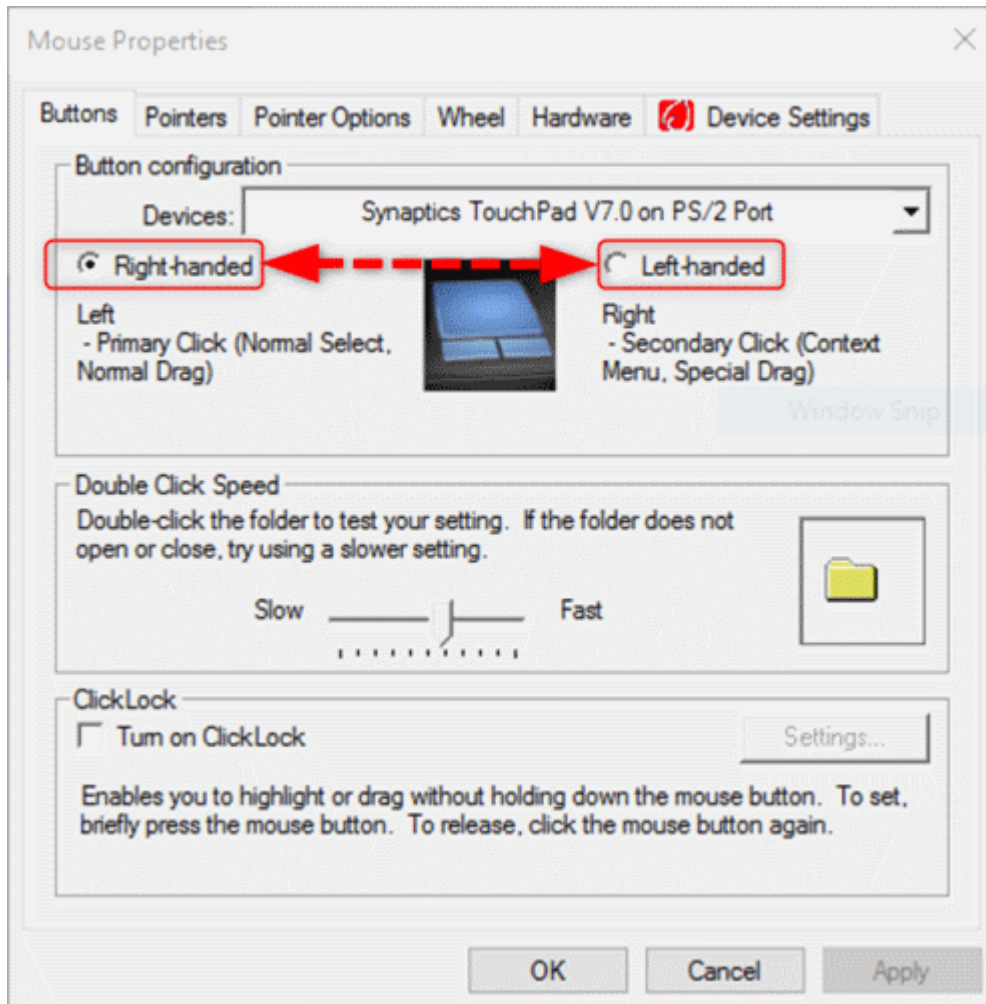 Mouse Properties
Buttons Pointers Pointer Options Wheel Hardware Device Settings
Button configuration
Devices: Synaptics TouchPad V7.0 on PS/2 Port
Right-handed Left-handed
Left
- Primary Click (Normal Select,
Normal Drag)
Right
- Secondary Click (Context
Menu, Special Drag)
Window Snip
Double Click Speed
Double-click the folder to test your setting. If the folder does not
open or close, try using a slower setting.
Slow Fast
ClickLock
Turn on ClickLock
Settings...
Enables you to highlight or drag without holding down the mouse button. To set,
briefly press the mouse button. To release, click the mouse button again.
OK Cancel Apply